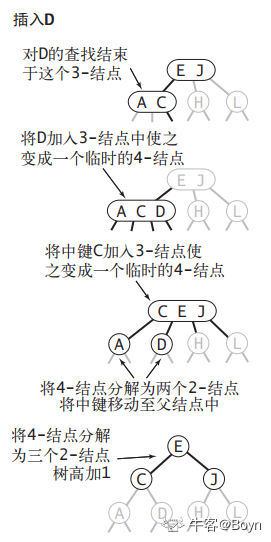 插入D
对D的查找结束
于这个3-结点
E J
A C
H
L
将D加入3-结点中使之
变成一个临时的4-结点
E J
A C D
H
L
将中键C加入3-结点使
之变成一个临时的4-结点
C E J
A
D
H
L
将4-结点分解为两个2-结点
将中键移动至父结点中
将4-结点分解
为三个2-结点
树高加1
E
C
J
A
D
H
L
牛客@Boyn